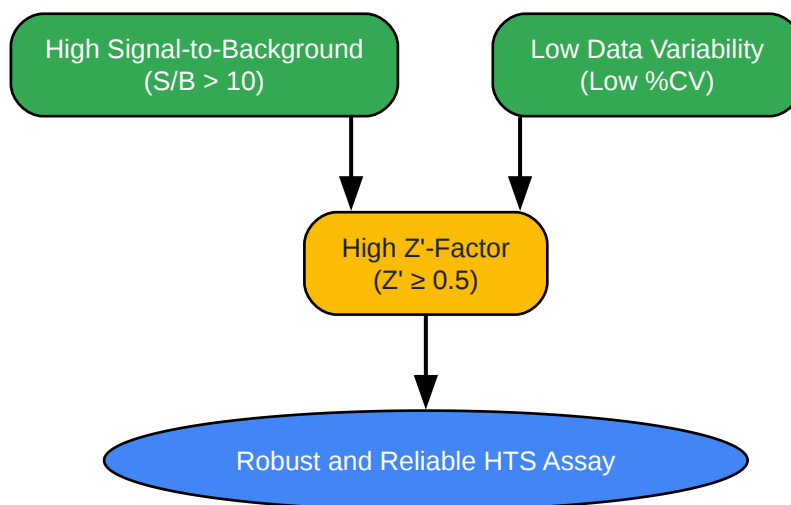 High Signal-to-Background
(S/B > 10)
Low Data Variability
(Low %CV)
High Z'-Factor
(Z' ≥ 0.5)
Robust and Reliable HTS Assay